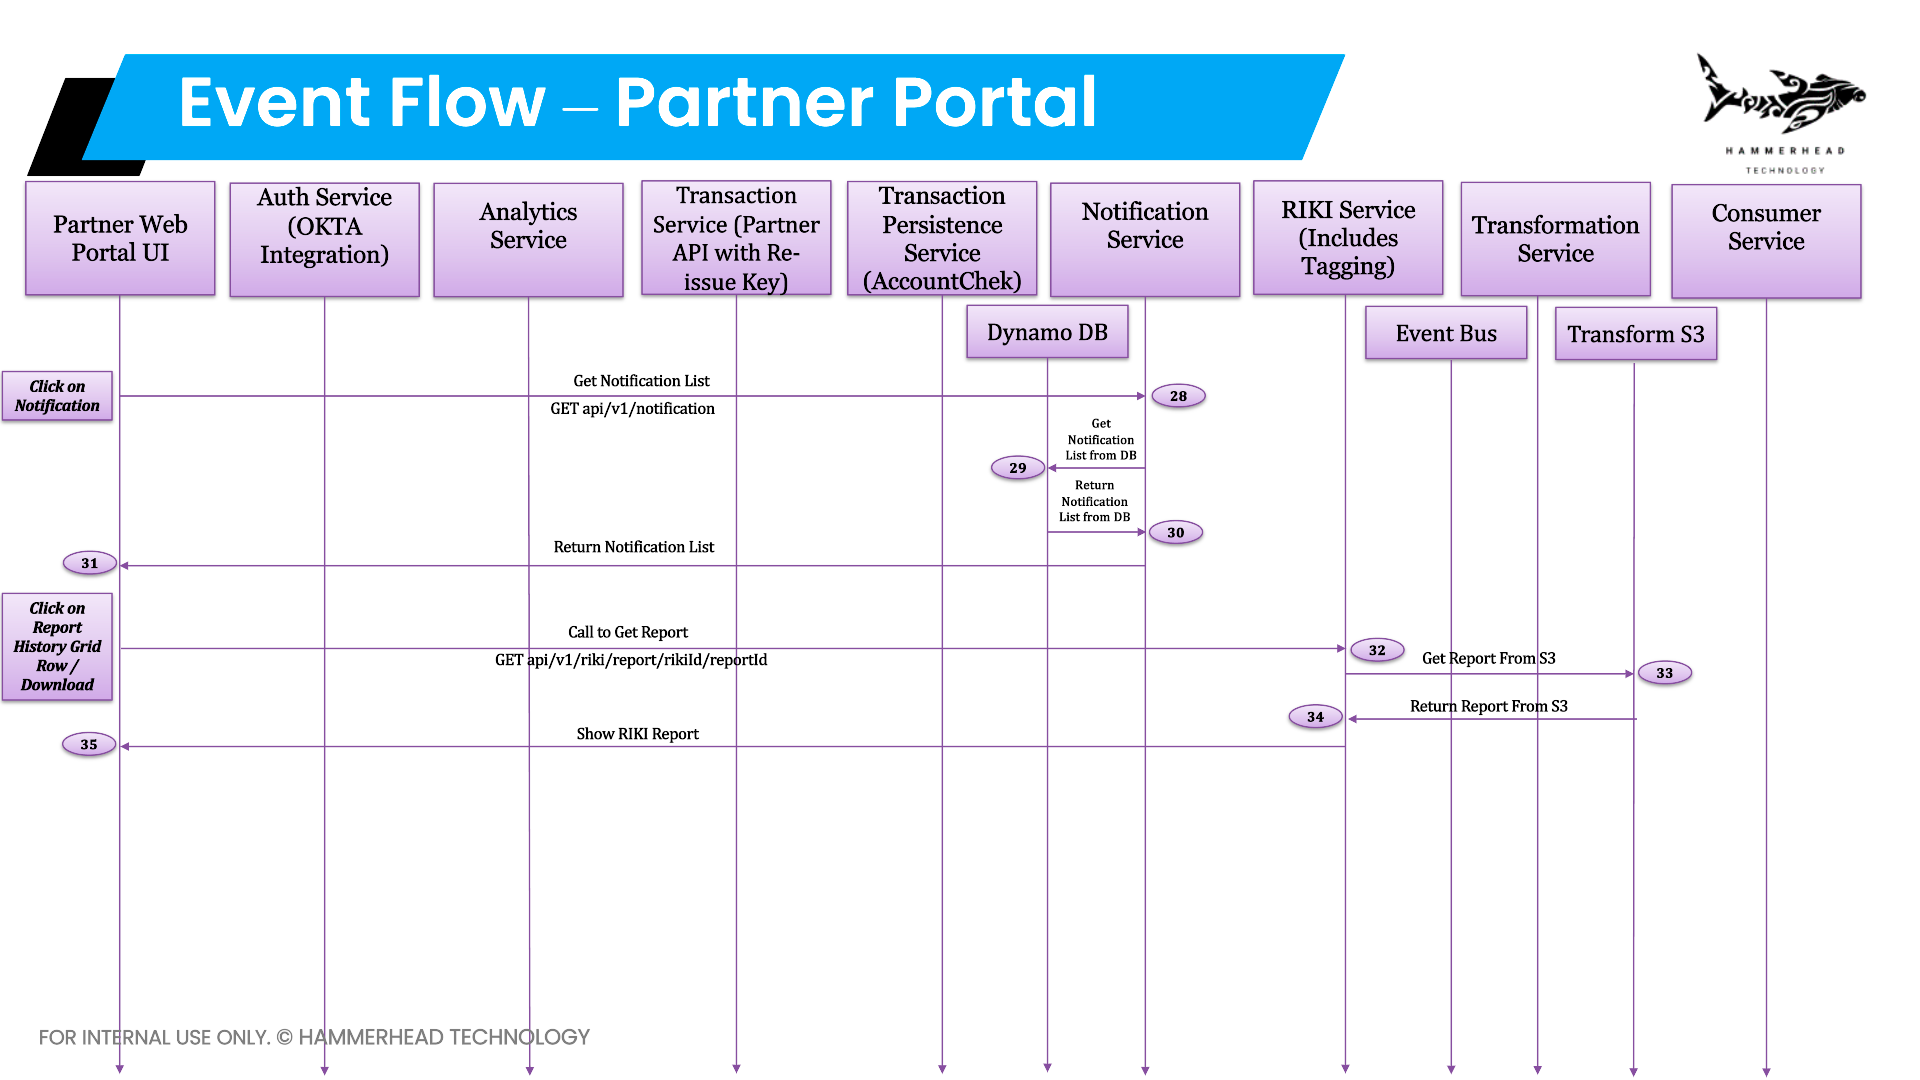 Event Flow – Partner Portal
HAMMERHEAD
TECHNOLOGY
Partner Web
Portal UI
Auth Service
(OKTA
Integration)
Analytics
Service
Transaction
Service (Partner
API with Re-
issue Key)
Transaction
Persistence
Service
(AccountChek)
Notification
Service
RIKI Service
(Includes
Tagging)
Transformation
Service
Consumer
Service
Dynamo DB
Event Bus
Transform S3
Click on
Notification
Get Notification List
GET api/v1/notification
28
Get
Notification
List from DB
29
Return
Notification
List from DB
30
Return Notification List
31
Click on
Report
History Grid
Row /
Download
Call to Get Report
GET api/v1/riki/report/rikiId/reportId
32
Get Report From S3
33
Return Report From S3
34
Show RIKI Report
35
FOR INTERNAL USE ONLY. © HAMMERHEAD TECHNOLOGY